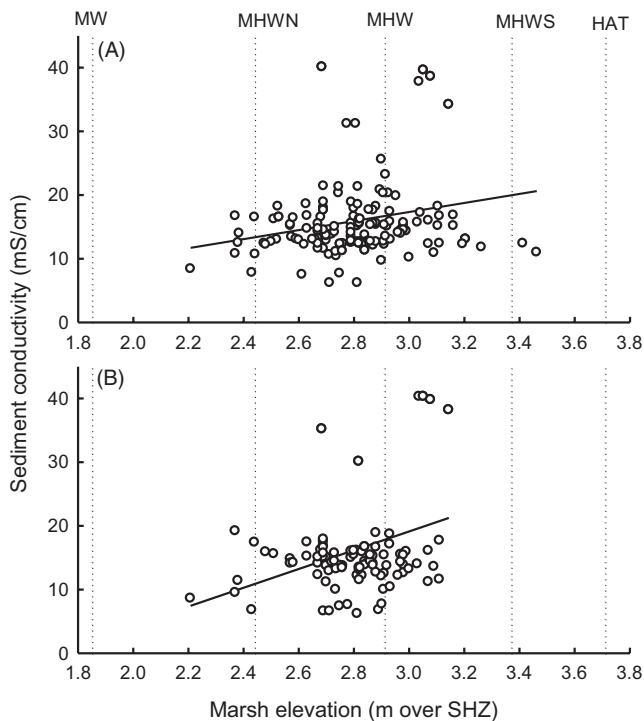 MW MHWN MHW MHWS HAT
(A)
40
30
20
10
0
1.8 2.0 2.2 2.4 2.6 2.8 3.0 3.2 3.4 3.6 3.8
Sediment conductivity (mS/cm)
(B)
40
30
20
10
0
1.8 2.0 2.2 2.4 2.6 2.8 3.0 3.2 3.4 3.6 3.8
Marsh elevation (m over SHZ)